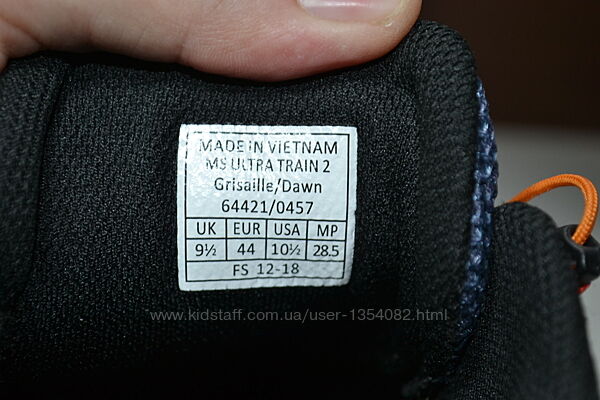 MADE IN VIETNAM
MS ULTRA TRAIN 2
Grisaille/Dawn
64421/0457
UK EUR USA MP
9½ 44 10½ 28.5
FS 12-18
www.kidstaff.com.ua/user-1354082.html